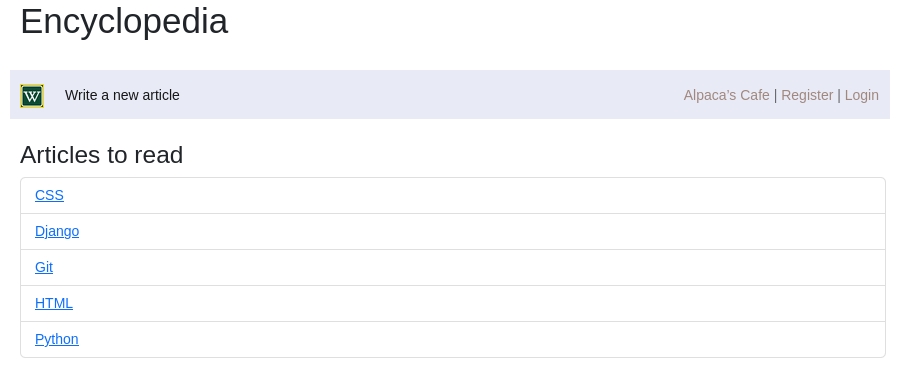 Encyclopedia
W Write a new article Alpaca's Cafe | Register | Login
Articles to read
CSS
Django
Git
HTML
Python